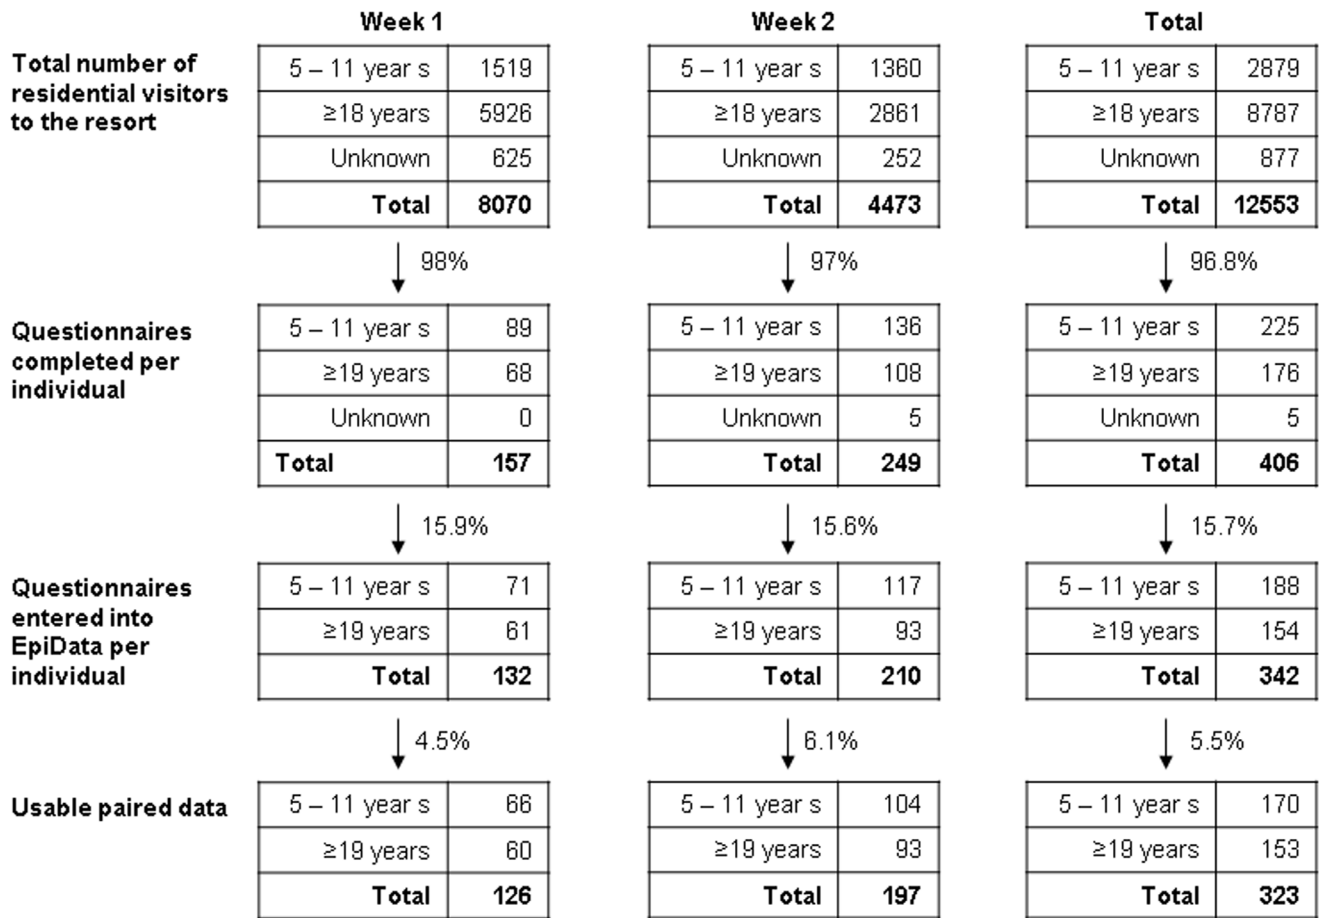 Week 1 Week 2 Total
Total number of
residential visitors
to the resort
5 – 11 year s 1519 5 – 11 year s 1360 5 – 11 year s 2879
≥18 years 5926 ≥18 years 2861 ≥18 years 8787
Unknown 625 Unknown 252 Unknown 877
Total 8070 Total 4473 Total 12553
98% 97% 96.8%
Questionnaires
completed per
individual
5 – 11 year s 89 5 – 11 year s 136 5 – 11 year s 225
≥19 years 68 ≥19 years 108 ≥19 years 176
Unknown 0 Unknown 5 Unknown 5
Total 157 Total 249 Total 406
15.9% 15.6% 15.7%
Questionnaires
entered into
EpiData per
individual
5 – 11 year s 71 5 – 11 year s 117 5 – 11 year s 188
≥19 years 61 ≥19 years 93 ≥19 years 154
Total 132 Total 210 Total 342
4.5% 6.1% 5.5%
Usable paired data
5 – 11 year s 66 5 – 11 year s 104 5 – 11 year s 170
≥19 years 60 ≥19 years 93 ≥19 years 153
Total 126 Total 197 Total 323